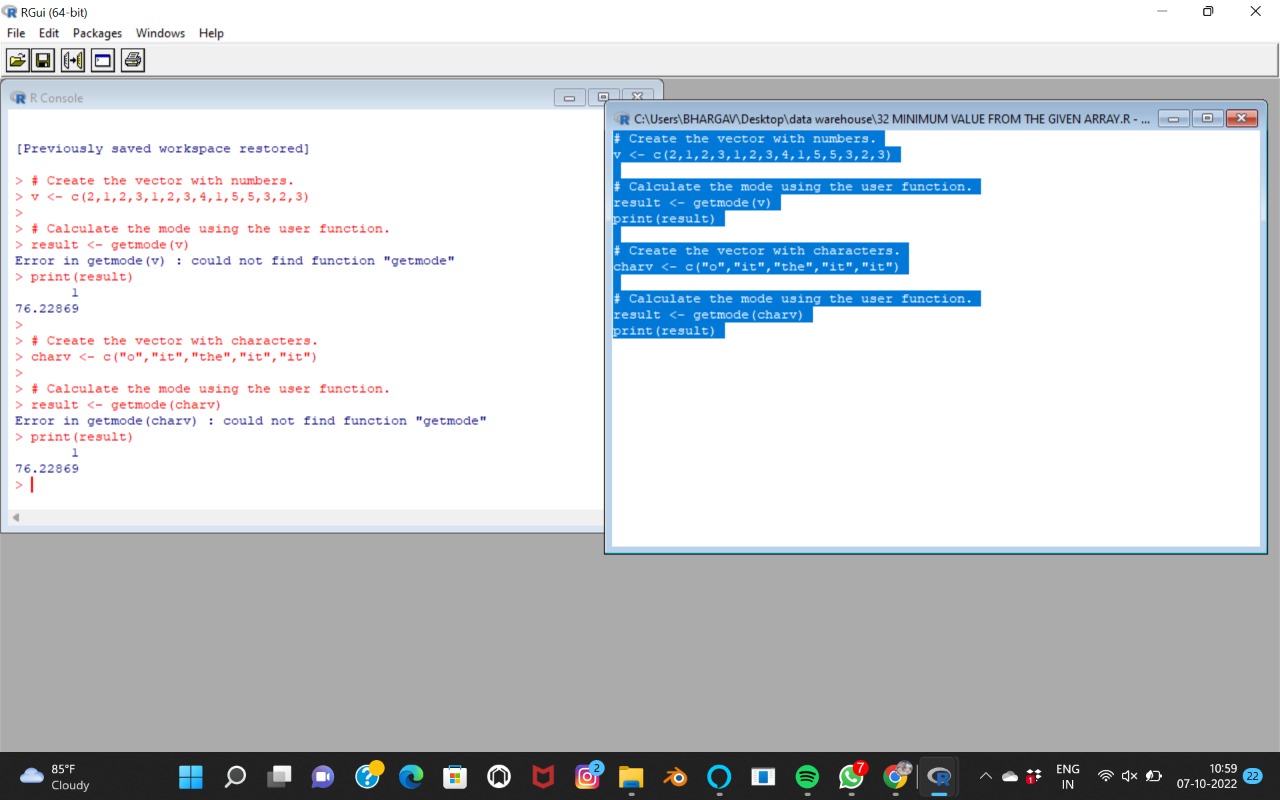 RGui (64-bit)
File Edit Packages Windows Help
R Console
[Previously saved workspace restored]
> # Create the vector with numbers.
> v <- c(2,1,2,3,1,2,3,4,1,5,5,3,2,3)
>
> # Calculate the mode using the user function.
> result <- getmode(v)
Error in getmode(v) : could not find function "getmode"
> print(result)
1
76.22869
>
> # Create the vector with characters.
> charv <- c("o","it","the","it","it")
>
> # Calculate the mode using the user function.
> result <- getmode(charv)
Error in getmode(charv) : could not find function "getmode"
> print(result)
1
76.22869
>
C:\Users\BHARGAV\Desktop\data warehouse\32 MINIMUM VALUE FROM THE GIVEN ARRAY.R - ...
# Create the vector with numbers.
v <- c(2,1,2,3,1,2,3,4,1,5,5,3,2,3)
# Calculate the mode using the user function.
result <- getmode(v)
print(result)
# Create the vector with characters.
charv <- c("o","it","the","it","it")
# Calculate the mode using the user function.
result <- getmode(charv)
print(result)
85°F
Cloudy
2
7
1
ENG
IN
10:59
07-10-2022
22